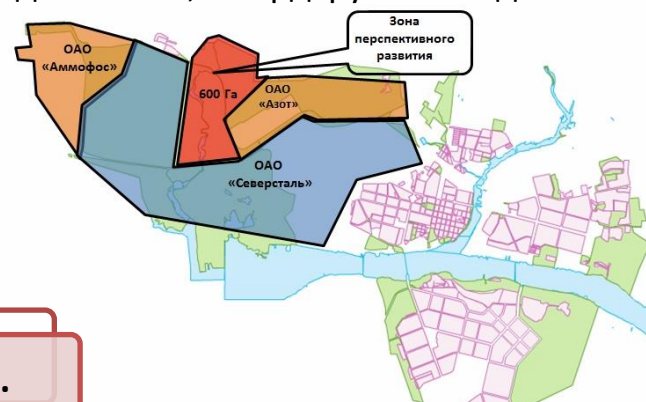 ОАО
«Аммофос»
Зона
перспективного
развития
600 Га
ОАО
«Азот»
ОАО
«Северсталь»